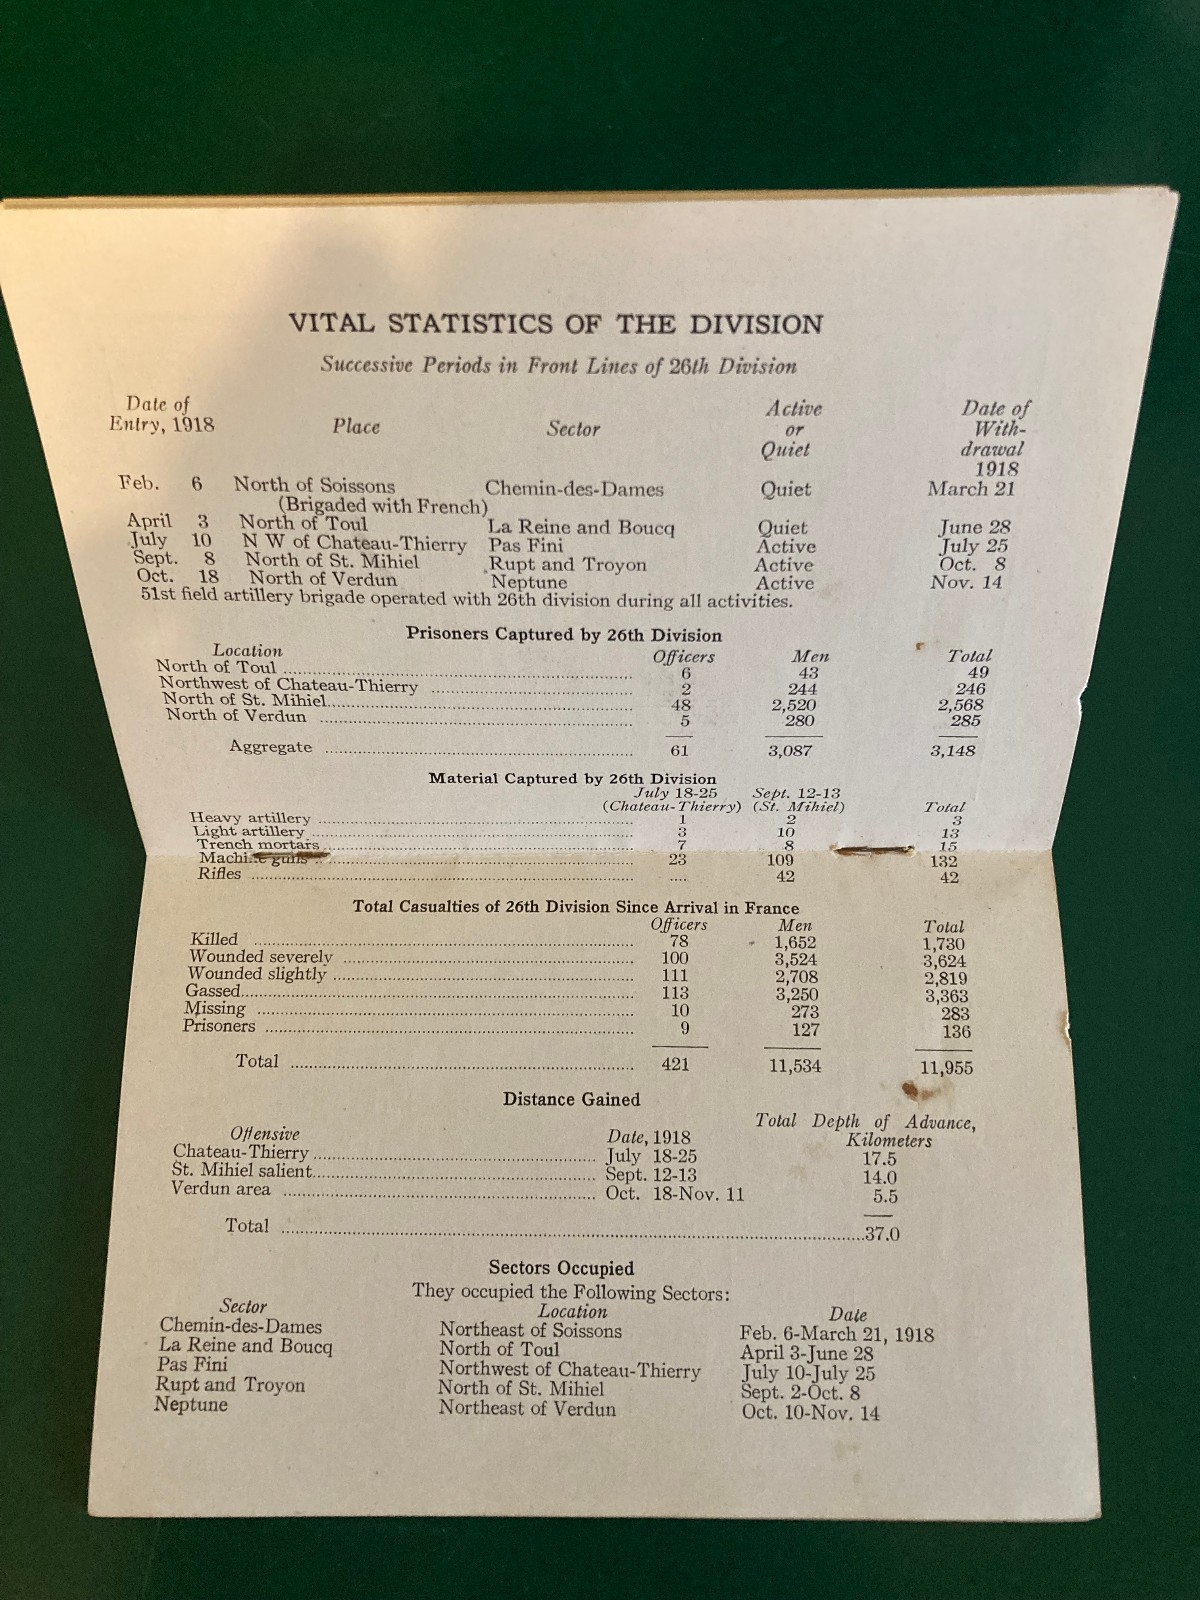 VITAL STATISTICS OF THE DIVISION
Successive Periods in Front Lines of 26th Division
Date of Entry, 1918 Place Sector Active or Quiet Date of With-drawal 1918
Feb. 6 North of Soissons Chemin-des-Dames Quiet March 21
(Brigaded with French)
April 3 North of Toul La Reine and Boucq Quiet June 28
July 10 N W of Chateau-Thierry Pas Fini Active July 25
Sept. 8 North of St. Mihiel Rupt and Troyon Active Oct. 8
Oct. 18 North of Verdun Neptune Active Nov. 14
51st field artillery brigade operated with 26th division during all activities.
Prisoners Captured by 26th Division
Location Officers Men Total
North of Toul 6 43 49
Northwest of Chateau-Thierry 2 244 246
North of St. Mihiel 48 2,520 2,568
North of Verdun 5 280 285
Aggregate 61 3,087 3,148
Material Captured by 26th Division
July 18-25 Sept. 12-13
(Chateau-Thierry) (St. Mihiel) Total
Heavy artillery 1 2 3
Light artillery 3 10 13
Trench mortars 7 8 15
Machine guns 23 109 132
Rifles .... 42 42
Total Casualties of 26th Division Since Arrival in France
Officers Men Total
Killed 78 1,652 1,730
Wounded severely 100 3,524 3,624
Wounded slightly 111 2,708 2,819
Gassed 113 3,250 3,363
Missing 10 273 283
Prisoners 9 127 136
Total 421 11,534 11,955
Distance Gained
Total Depth of Advance,
Offensive Date, 1918 Kilometers
Chateau-Thierry July 18-25 17.5
St. Mihiel salient Sept. 12-13 14.0
Verdun area Oct. 18-Nov. 11 5.5
Total 37.0
Sectors Occupied
They occupied the Following Sectors:
Sector Location Date
Chemin-des-Dames Northeast of Soissons Feb. 6-March 21, 1918
La Reine and Boucq North of Toul April 3-June 28
Pas Fini Northwest of Chateau-Thierry July 10-July 25
Rupt and Troyon North of St. Mihiel Sept. 2-Oct. 8
Neptune Northeast of Verdun Oct. 10-Nov. 14